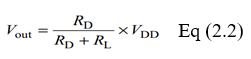 V_out = R_D / (R_D + R_L) × V_DD Eq (2.2)